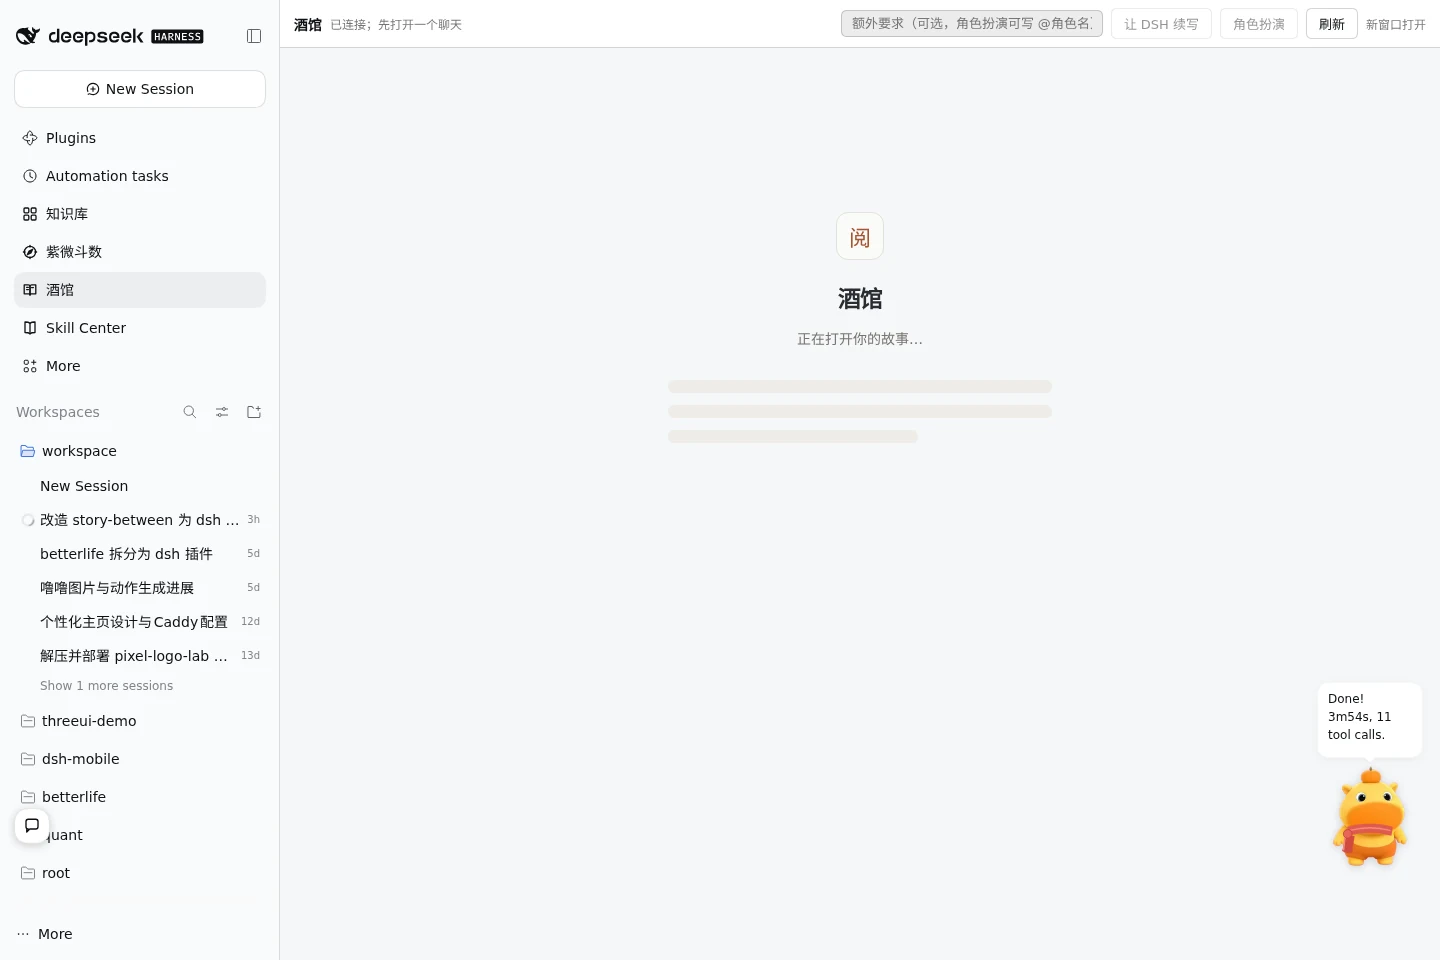 deepseek HARNESS
New Session
Plugins
Automation tasks
知识库
紫微斗数
酒馆
Skill Center
More
Workspaces
workspace
New Session
改造 story-between 为 dsh ... 3h
betterlife 拆分为 dsh 插件 5d
噜噜图片与动作生成进展 5d
个性化主页设计与Caddy配置 12d
解压并部署 pixel-logo-lab ... 13d
Show 1 more sessions
threeui-demo
dsh-mobile
betterlife
quant
root
... More
酒馆 已连接；先打开一个聊天
额外要求（可选，角色扮演可写 @角色名
让 DSH 续写
角色扮演
刷新
新窗口打开
阅
酒馆
正在打开你的故事...
Done!
3m54s, 11
tool calls.